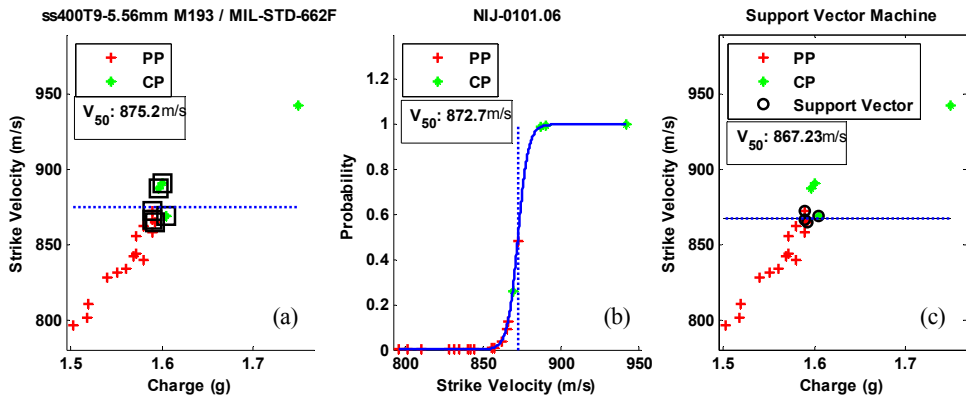 ss400T9-5.56mm M193 / MIL-STD-662F
PP
CP
V50: 875.2m/s
Strike Velocity (m/s)
950
900
850
800
1.5
1.6
1.7
Charge (g)
(a)
NIJ-0101.06
PP
CP
V50: 872.7m/s
Probability
1.2
1
0.8
0.6
0.4
0.2
0
800
850
900
950
Strike Velocity (m/s)
(b)
Support Vector Machine
PP
CP
Support Vector
V50: 867.23m/s
Strike Velocity (m/s)
950
900
850
800
1.5
1.6
1.7
Charge (g)
(c)